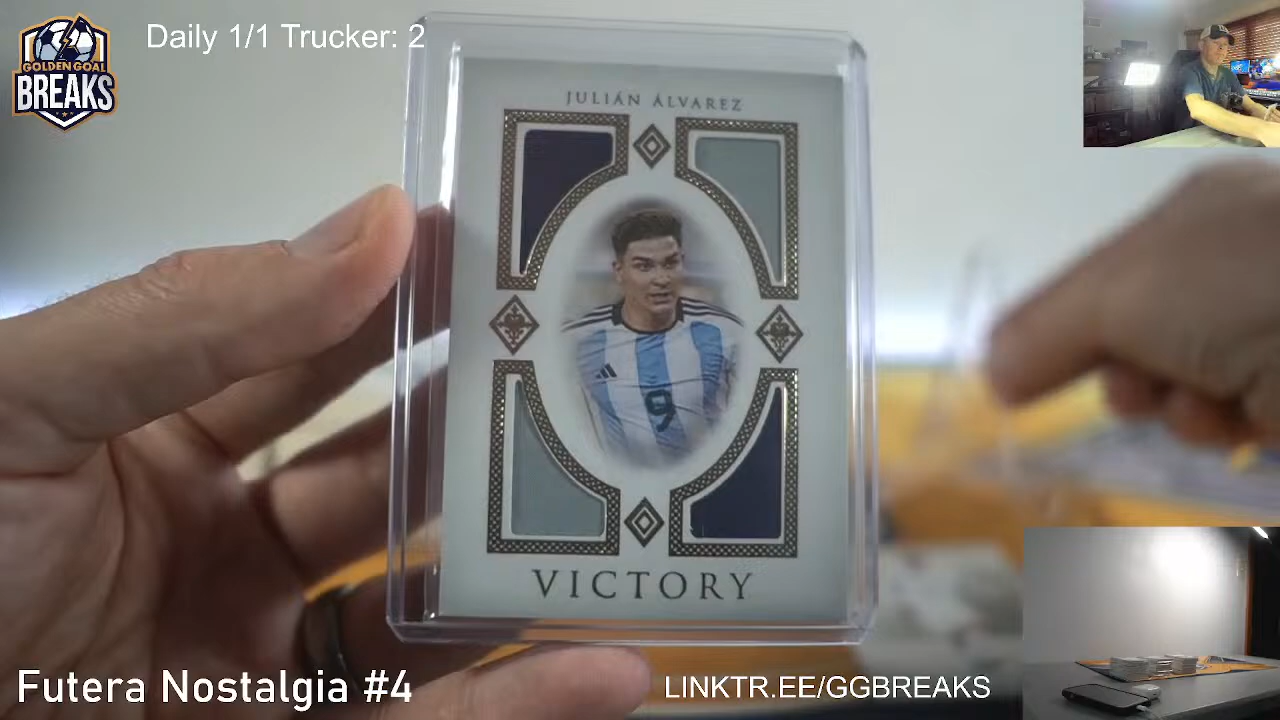 Daily 1/1 Trucker: 2
GOLDEN GOAL
BREAKS
JULIÁN ÁLVAREZ
9
VICTORY
Futera Nostalgia #4
LINKTR.EE/GGBREAKS